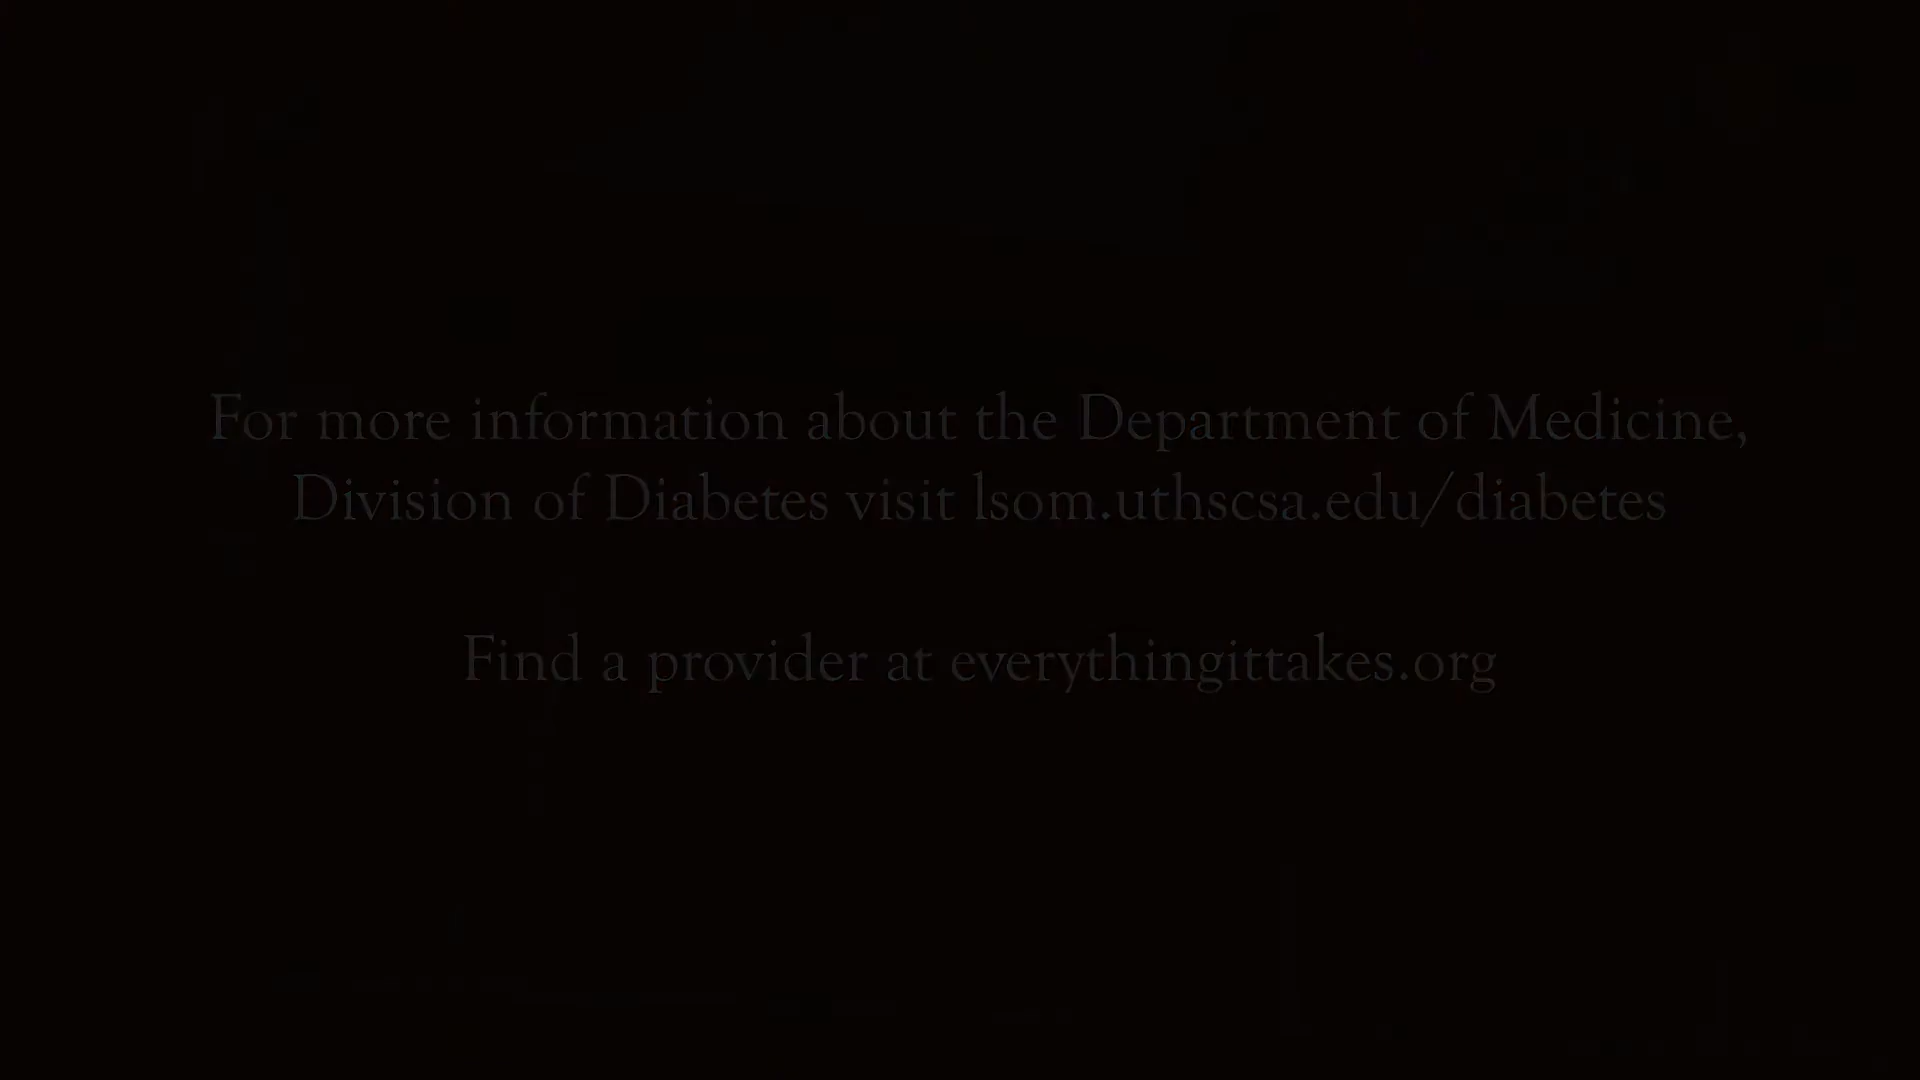 For more information about the Department of Medicine,
Division of Diabetes visit lsom.uthscsa.edu/diabetes
Find a provider at everythingittakes.org